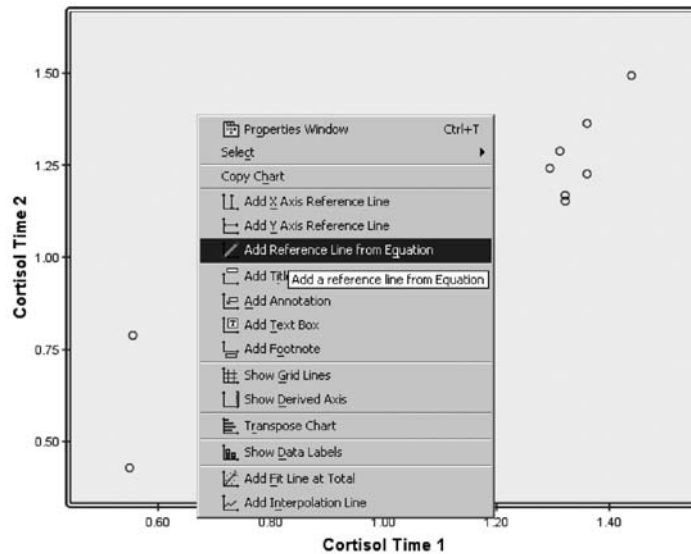 1.50
1.25
1.00
0.75
0.50
Cortisol Time 2
Properties Window Ctrl+T
Select
Copy Chart
Add X Axis Reference Line
Add Y Axis Reference Line
Add Reference Line from Equation
Add Titl
Add a reference line from Equation
Add Annotation
Add Text Box
Add Footnote
Show Grid Lines
Show Derived Axis
Transpose Chart
Show Data Labels
Add Fit Line at Total
Add Interpolation Line
0.60 0.80 1.00 1.20 1.40
Cortisol Time 1